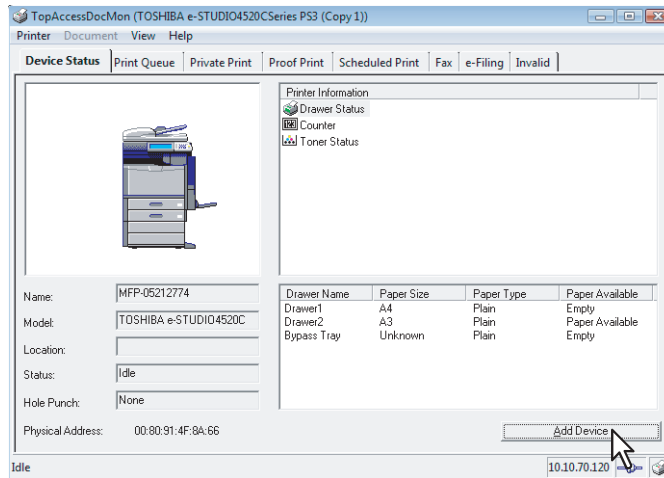 TopAccessDocMon (TOSHIBA e-STUDIO4520CSeries PS3 (Copy 1))
Printer Document View Help
Device Status Print Queue Private Print Proof Print Scheduled Print Fax e-Filing Invalid
Printer Information
Drawer Status
Counter
Toner Status
Name: MFP-05212774
Model: TOSHIBA e-STUDIO4520C
Location:
Status: Idle
Hole Punch: None
Physical Address: 00:80:91:4F:8A:66
Drawer Name Paper Size Paper Type Paper Available
Drawer1 A4 Plain Empty
Drawer2 A3 Plain Paper Available
Bypass Tray Unknown Plain Empty
Add Device
Idle 10.10.70.120